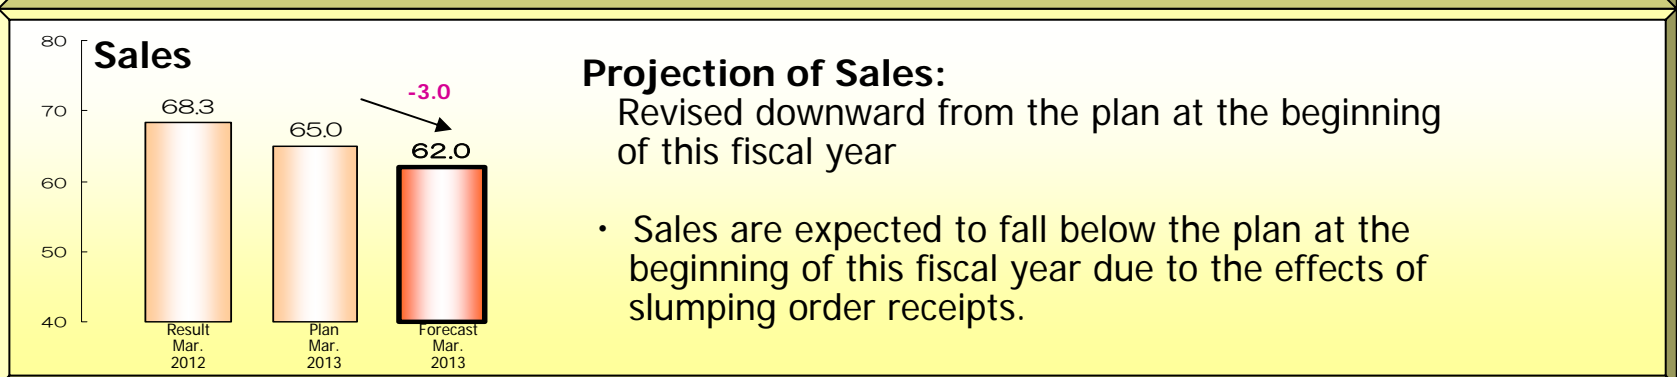 Sales
80
70
60
50
40
68.3
65.0
62.0
-3.0
Result
Mar.
2012
Plan
Mar.
2013
Forecast
Mar.
2013
Projection of Sales:
Revised downward from the plan at the beginning
of this fiscal year
・ Sales are expected to fall below the plan at the
beginning of this fiscal year due to the effects of
slumping order receipts.